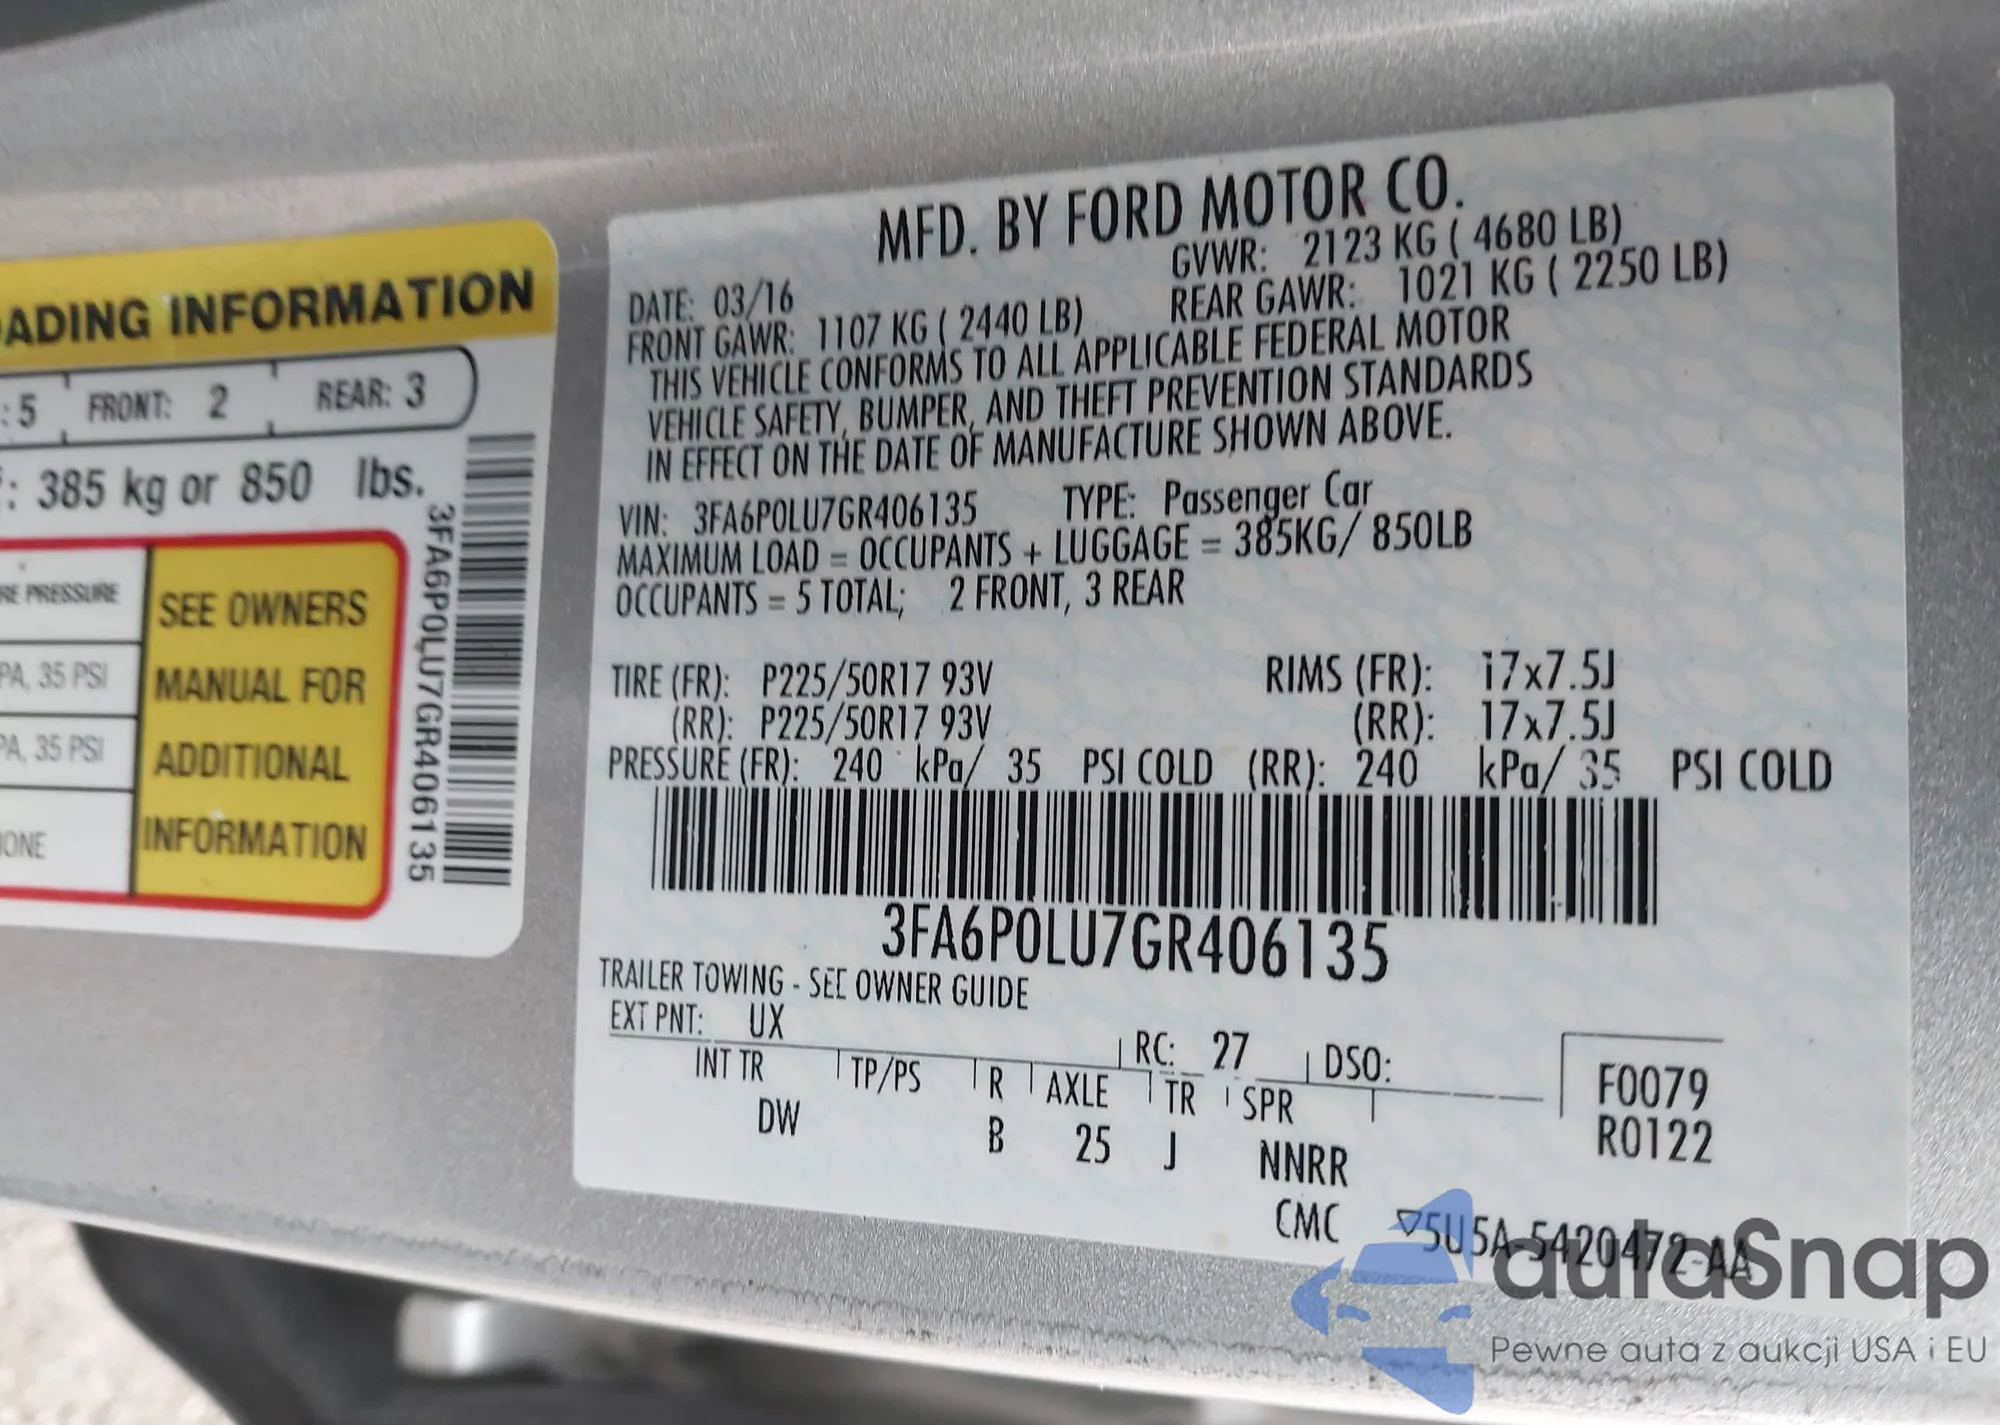 ADING INFORMATION
: 5 FRONT: 2 REAR: 3
: 385 kg or 850 lbs.
RE PRESSURE
PA, 35 PSI
PA, 35 PSI
ONE
SEE OWNERS
MANUAL FOR
ADDITIONAL
INFORMATION
3FA6P0LU7GR406135
MFD. BY FORD MOTOR CO.
DATE: 03/16 GVWR: 2123 KG ( 4680 LB)
FRONT GAWR: 1107 KG ( 2440 LB) REAR GAWR: 1021 KG ( 2250 LB)
THIS VEHICLE CONFORMS TO ALL APPLICABLE FEDERAL MOTOR
VEHICLE SAFETY, BUMPER, AND THEFT PREVENTION STANDARDS
IN EFFECT ON THE DATE OF MANUFACTURE SHOWN ABOVE.
VIN: 3FA6P0LU7GR406135 TYPE: Passenger Car
MAXIMUM LOAD = OCCUPANTS + LUGGAGE = 385KG/ 850LB
OCCUPANTS = 5 TOTAL; 2 FRONT, 3 REAR
TIRE (FR): P225/50R17 93V RIMS (FR): 17x7.5J
(RR): P225/50R17 93V (RR): 17x7.5J
PRESSURE (FR): 240 kPa/ 35 PSI COLD (RR): 240 kPa/ 35 PSI COLD
3FA6P0LU7GR406135
TRAILER TOWING - SEE OWNER GUIDE
EXT PNT: UX RC: 27 DSO:
INT TR TP/PS R AXLE TR SPR F0079
DW B 25 J NNRR R0122
CMC ▽5U5A-5420472-AA
autaSnap
Pewne auta z aukcji USA i EU